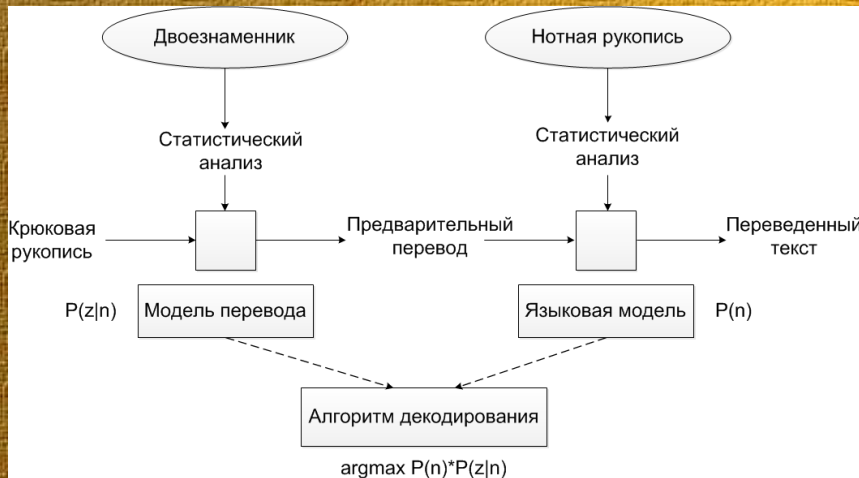 Двоезнаменник
Нотная рукопись
Статистический
анализ
Статистический
анализ
Крюковая
рукопись
Предварительный
перевод
Переведенный
текст
P(z|n)
Модель перевода
Языковая модель
P(n)
Алгоритм декодирования
argmax P(n)*P(z|n)